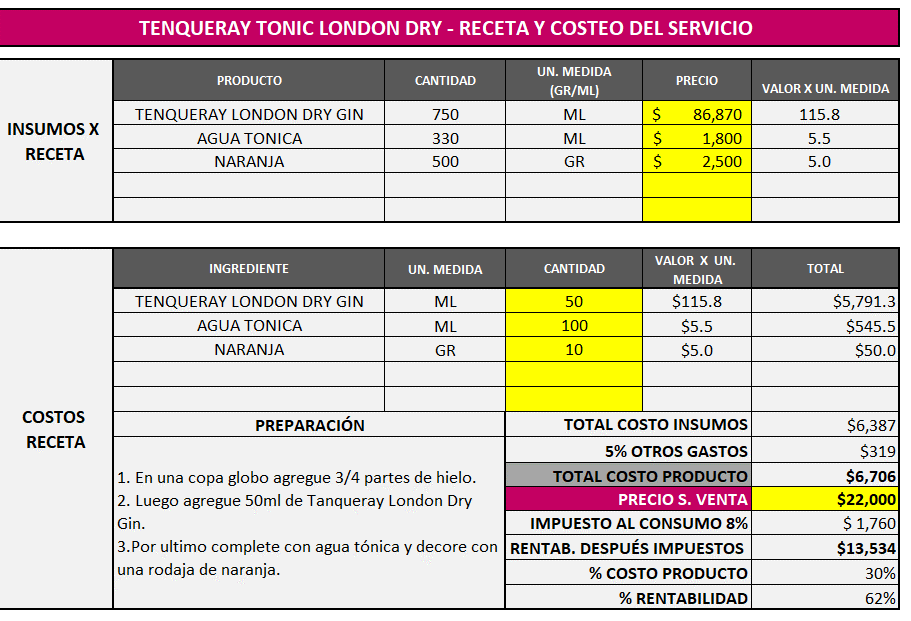 TENQUERAY TONIC LONDON DRY - RECETA Y COSTEO DEL SERVICIO
INSUMOS X
RECETA
PRODUCTO CANTIDAD UN. MEDIDA (GR/ML) PRECIO VALOR X UN. MEDIDA
TENQUERAY LONDON DRY GIN 750 ML $ 86,870 115.8
AGUA TONICA 330 ML $ 1,800 5.5
NARANJA 500 GR $ 2,500 5.0
COSTOS
RECETA
INGREDIENTE UN. MEDIDA CANTIDAD VALOR X UN. MEDIDA TOTAL
TENQUERAY LONDON DRY GIN ML 50 $115.8 $5,791.3
AGUA TONICA ML 100 $5.5 $545.5
NARANJA GR 10 $5.0 $50.0
PREPARACIÓN
1. En una copa globo agregue 3/4 partes de hielo.
2. Luego agregue 50ml de Tanqueray London Dry
Gin.
3.Por ultimo complete con agua tónica y decore con
una rodaja de naranja.
TOTAL COSTO INSUMOS $6,387
5% OTROS GASTOS $319
TOTAL COSTO PRODUCTO $6,706
PRECIO S. VENTA $22,000
IMPUESTO AL CONSUMO 8% $ 1,760
RENTAB. DESPUÉS IMPUESTOS $13,534
% COSTO PRODUCTO 30%
% RENTABILIDAD 62%